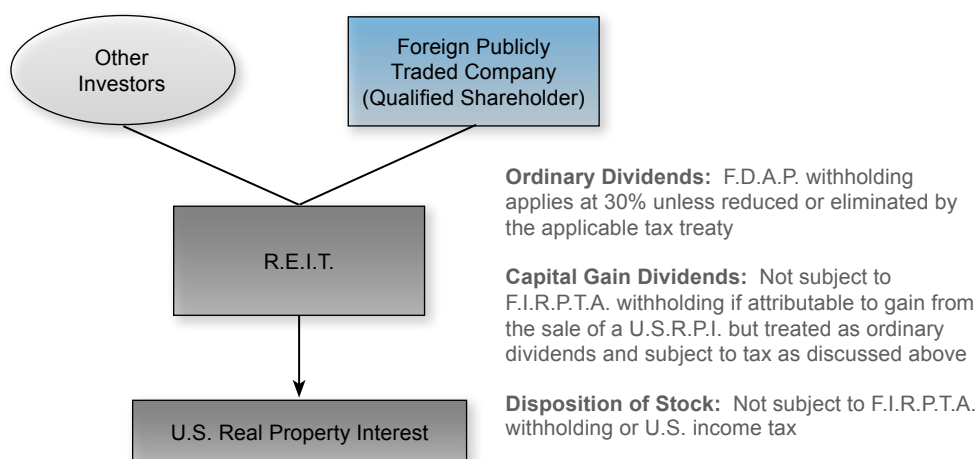 Other
Investors
Foreign Publicly
Traded Company
(Qualified Shareholder)
R.E.I.T.
U.S. Real Property Interest
Ordinary Dividends: F.D.A.P. withholding
applies at 30% unless reduced or eliminated by
the applicable tax treaty
Capital Gain Dividends: Not subject to
F.I.R.P.T.A. withholding if attributable to gain from
the sale of a U.S.R.P.I. but treated as ordinary
dividends and subject to tax as discussed above
Disposition of Stock: Not subject to F.I.R.P.T.A.
withholding or U.S. income tax